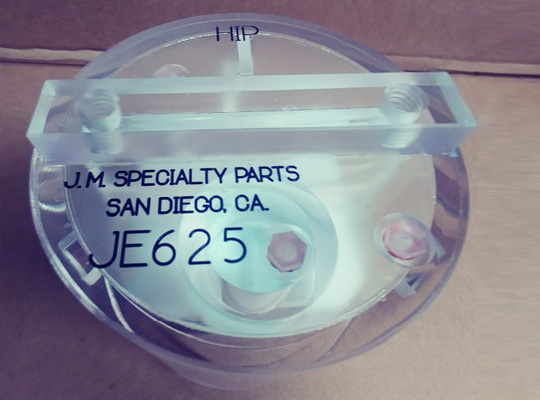 HIP
J.M. SPECIALTY PARTS
SAN DIEGO, CA.
JE625